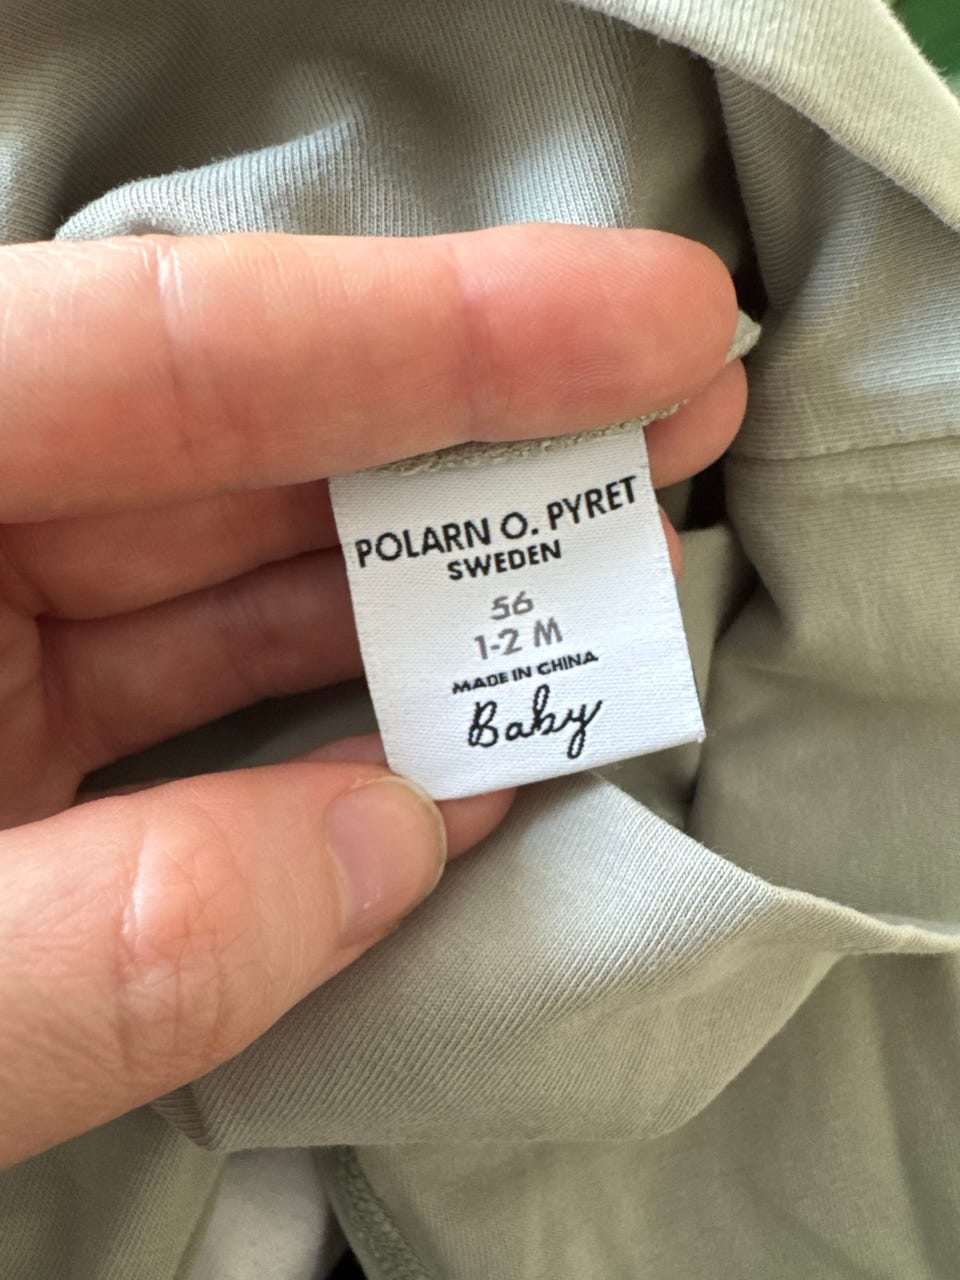 POLARN O. PYRET
SWEDEN
56
1-2 M
MADE IN CHINA
Baby